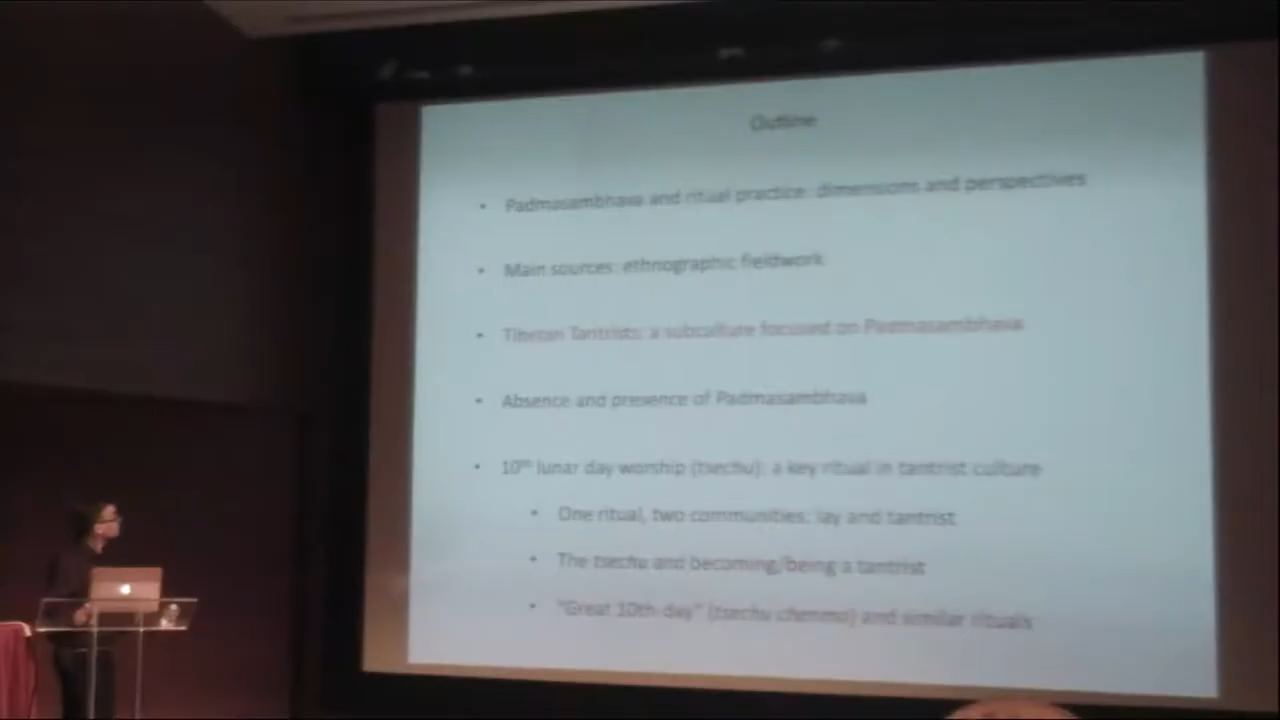 Outline
• Padmasambhava and ritual practice: dimensions and perspectives
• Main sources: ethnographic fieldwork
• Tibetan Tantrists: a subculture focused on Padmasambhava
• Absence and presence of Padmasambhava
• 10th lunar day worship (tsechu): a key ritual in tantrist culture
• One ritual, two communities: lay and tantrist
• The tsechu and becoming/being a tantrist
• "Great 10th-day" (tsechu chenmo) and similar rituals